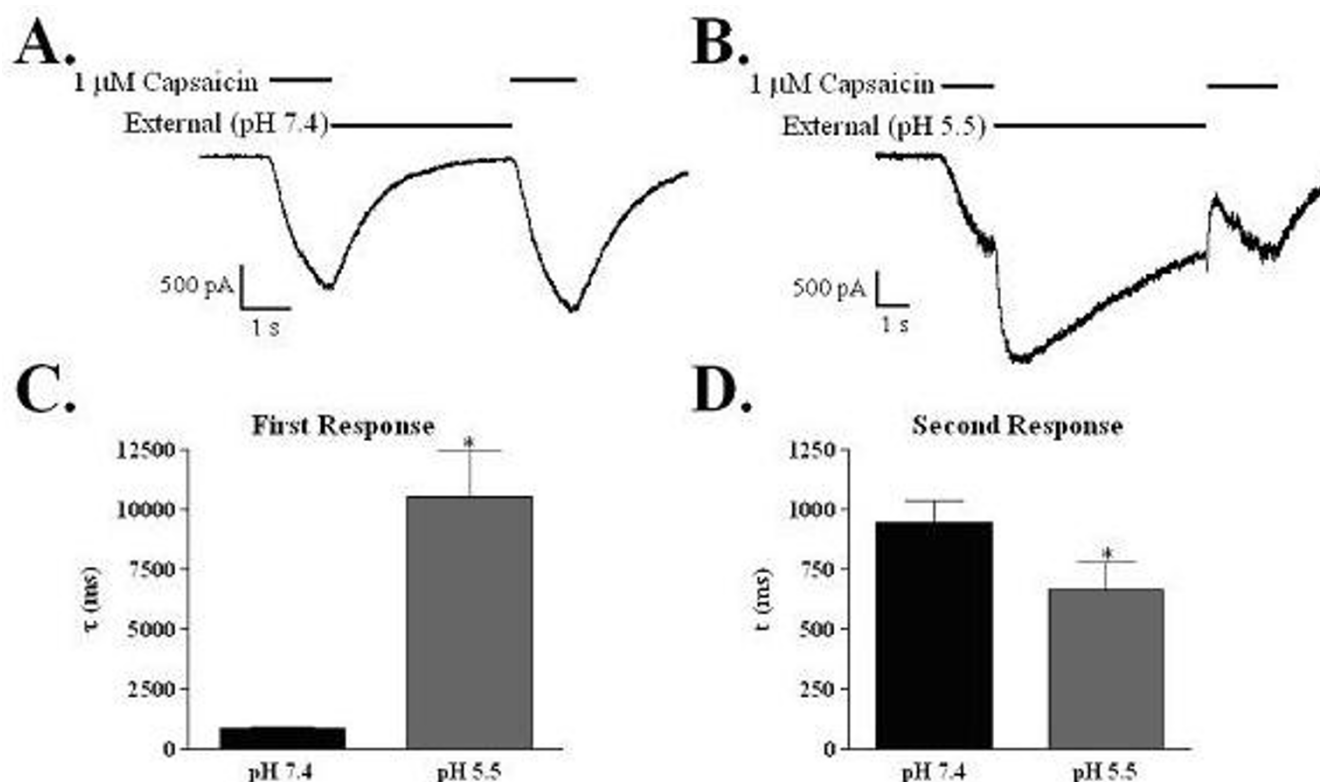 A.
1 μM Capsaicin
External (pH 7.4)
500 pA
1 s
B.
1 μM Capsaicin
External (pH 5.5)
500 pA
1 s
C.
First Response
*
12500
10000
7500
5000
2500
0
τ (ms)
pH 7.4
pH 5.5
D.
Second Response
*
1250
1000
750
500
250
0
t (ms)
pH 7.4
pH 5.5